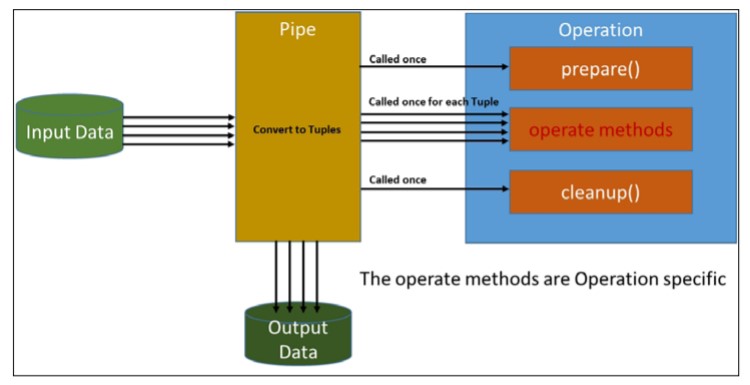 Pipe
Operation
Called once
prepare()
Called once for each Tuple
Input Data
Convert to Tuples
operate methods
Called once
cleanup()
The operate methods are Operation specific
Output
Data